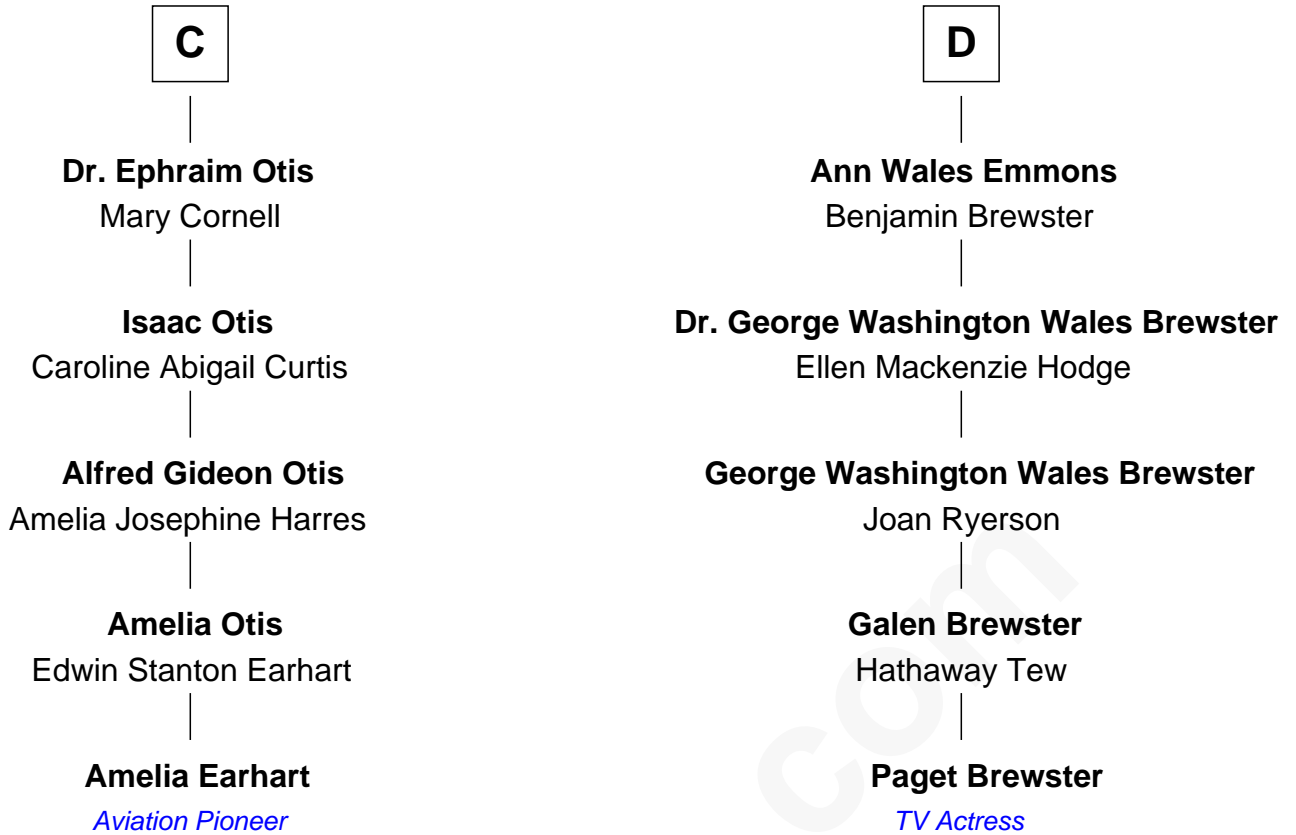 C
Dr. Ephraim Otis
Mary Cornell
Isaac Otis
Caroline Abigail Curtis
Alfred Gideon Otis
Amelia Josephine Harres
Amelia Otis
Edwin Stanton Earhart
Amelia Earhart
Aviation Pioneer
D
Ann Wales Emmons
Benjamin Brewster
Dr. George Washington Wales Brewster
Ellen Mackenzie Hodge
George Washington Wales Brewster
Joan Ryerson
Galen Brewster
Hathaway Tew
Paget Brewster
TV Actress
com